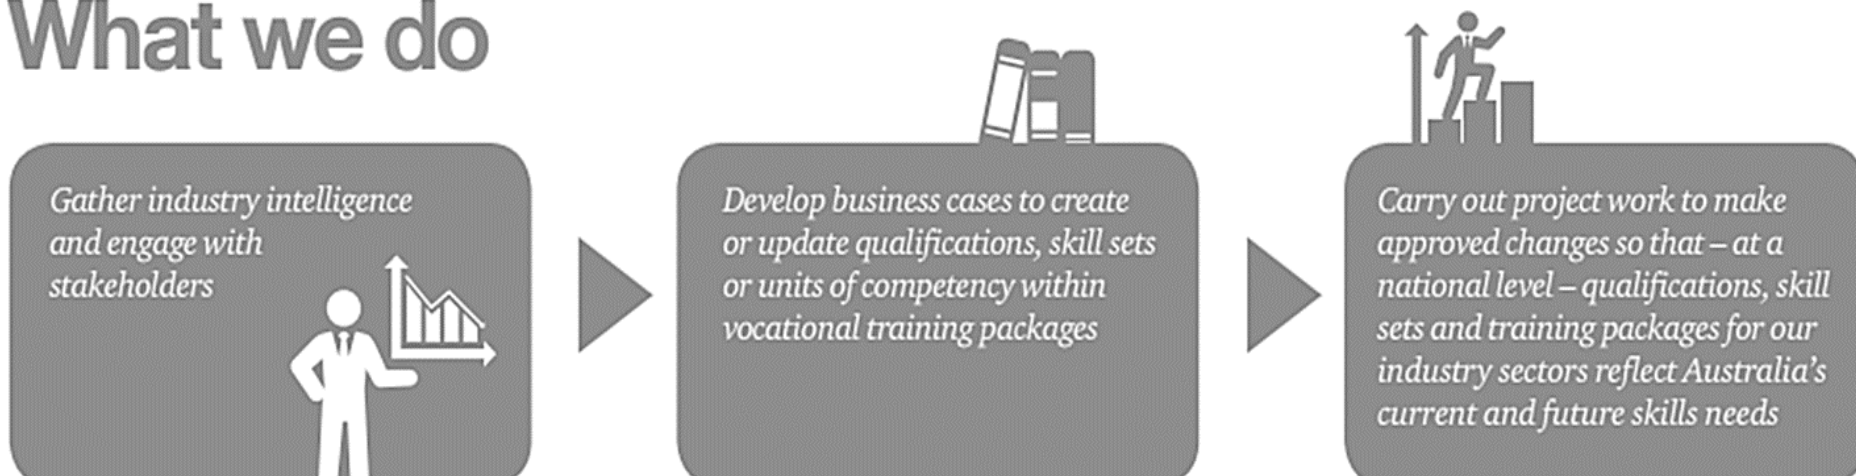 What we do
Gather industry intelligence
and engage with
stakeholders
Develop business cases to create
or update qualifications, skill sets
or units of competency within
vocational training packages
Carry out project work to make
approved changes so that – at a
national level – qualifications, skill
sets and training packages for our
industry sectors reflect Australia's
current and future skills needs